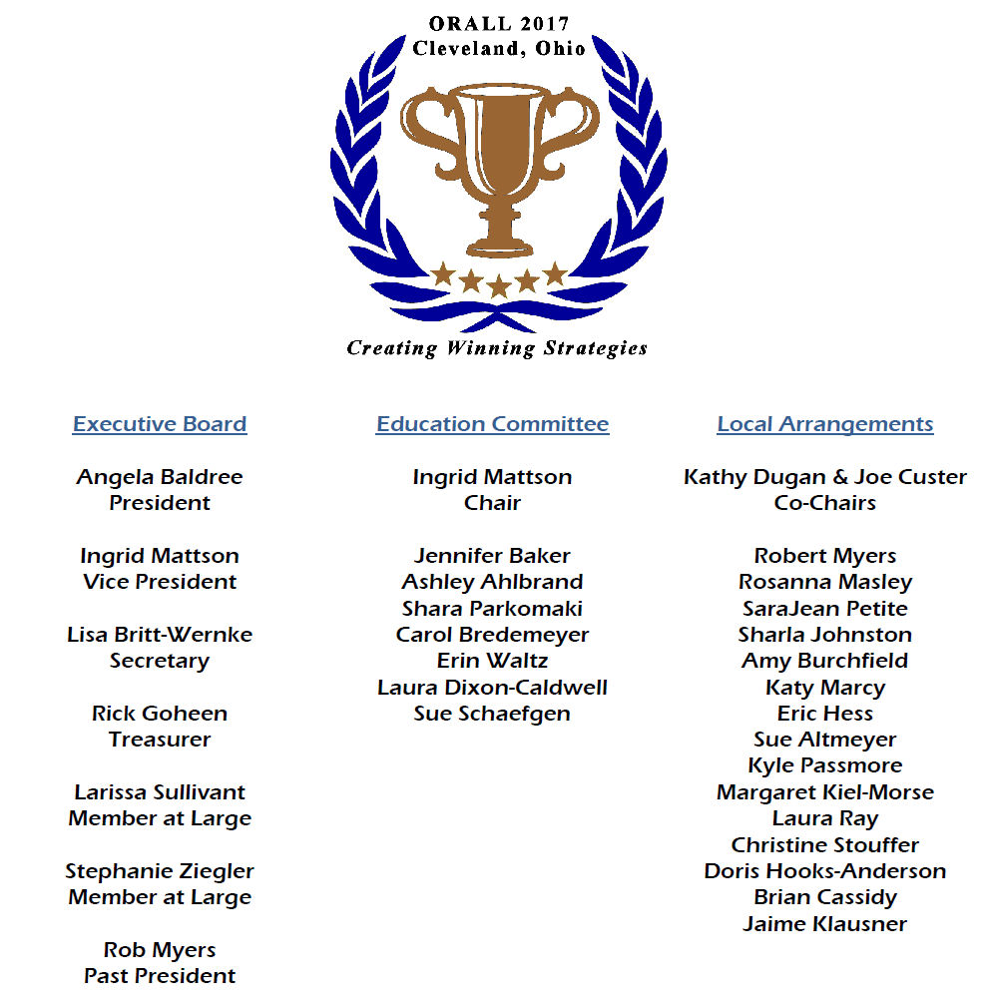 ORALL 2017
Cleveland, Ohio
Creating Winning Strategies
Executive Board
Angela Baldree
President
Ingrid Mattson
Vice President
Lisa Britt-Wernke
Secretary
Rick Goheen
Treasurer
Larissa Sullivant
Member at Large
Stephanie Ziegler
Member at Large
Rob Myers
Past President
Education Committee
Ingrid Mattson
Chair
Jennifer Baker
Ashley Ahlbrand
Shara Parkomaki
Carol Bredemeyer
Erin Waltz
Laura Dixon-Caldwell
Sue Schaefgen
Local Arrangements
Kathy Dugan & Joe Custer
Co-Chairs
Robert Myers
Rosanna Masley
SaraJean Petite
Sharla Johnston
Amy Burchfield
Katy Marcy
Eric Hess
Sue Altmeyer
Kyle Passmore
Margaret Kiel-Morse
Laura Ray
Christine Stouffer
Doris Hooks-Anderson
Brian Cassidy
Jaime Klausner